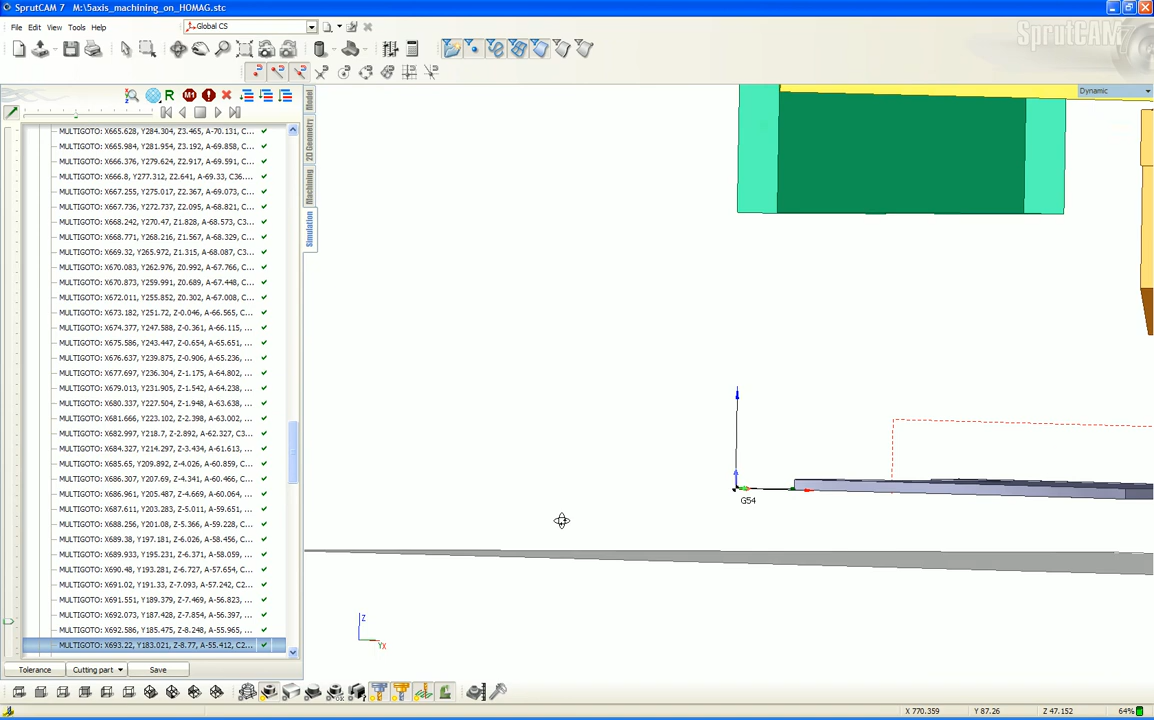 SprutCAM 7 M:\5axis_machining_on_HOMAG.stc
File Edit View Tools Help
Global CS
SprutCAM
Dynamic
Model
2D Geometry
Machining
Simulation
MULTIGOTO: X665.628, Y284.304, Z3.465, A-70.131, C...
MULTIGOTO: X665.984, Y281.954, Z3.192, A-69.858, C...
MULTIGOTO: X666.376, Y279.624, Z2.917, A-69.591, C...
MULTIGOTO: X666.8, Y277.312, Z2.641, A-69.33, C36....
MULTIGOTO: X667.255, Y275.017, Z2.367, A-69.073, C...
MULTIGOTO: X667.736, Y272.737, Z2.095, A-68.821, C...
MULTIGOTO: X668.242, Y270.47, Z1.828, A-68.573, C...
MULTIGOTO: X668.771, Y268.216, Z1.567, A-68.329, C...
MULTIGOTO: X669.32, Y265.972, Z1.315, A-68.087, C3...
MULTIGOTO: X670.083, Y262.976, Z0.992, A-67.766, C...
MULTIGOTO: X670.873, Y259.991, Z0.689, A-67.448, C...
MULTIGOTO: X672.011, Y255.852, Z0.302, A-67.008, C...
MULTIGOTO: X673.182, Y251.72, Z-0.046, A-66.565, C...
MULTIGOTO: X674.377, Y247.588, Z-0.361, A-66.115, ...
MULTIGOTO: X675.586, Y243.447, Z-0.654, A-65.651, ...
MULTIGOTO: X676.637, Y239.875, Z-0.906, A-65.236, ...
MULTIGOTO: X677.697, Y236.304, Z-1.175, A-64.802, ...
MULTIGOTO: X679.013, Y231.905, Z-1.542, A-64.238, ...
MULTIGOTO: X680.337, Y227.504, Z-1.948, A-63.638, ...
MULTIGOTO: X681.666, Y223.102, Z-2.398, A-63.002, ...
MULTIGOTO: X682.997, Y218.7, Z-2.892, A-62.327, C3...
MULTIGOTO: X684.327, Y214.297, Z-3.434, A-61.613, ...
MULTIGOTO: X685.65, Y209.892, Z-4.026, A-60.859, C...
MULTIGOTO: X686.307, Y207.69, Z-4.341, A-60.466, C...
MULTIGOTO: X686.961, Y205.487, Z-4.669, A-60.064, ...
MULTIGOTO: X687.611, Y203.283, Z-5.011, A-59.651, ...
MULTIGOTO: X688.256, Y201.08, Z-5.366, A-59.228, C...
MULTIGOTO: X689.38, Y197.181, Z-6.026, A-58.456, C...
MULTIGOTO: X689.933, Y195.231, Z-6.371, A-58.059, ...
MULTIGOTO: X690.48, Y193.281, Z-6.927, A-57.654, C...
MULTIGOTO: X691.02, Y191.33, Z-7.093, A-57.242, C2...
MULTIGOTO: X691.551, Y189.379, Z-7.469, A-56.823, ...
MULTIGOTO: X692.073, Y187.428, Z-7.854, A-56.397, ...
MULTIGOTO: X692.586, Y185.475, Z-8.248, A-55.965, ...
MULTIGOTO: X693.22, Y183.021, Z-8.77, A-55.412, C2...
G54
Z
YX
Tolerance Cutting part Save
X 770.359 Y 87.26 Z 47.152 64%